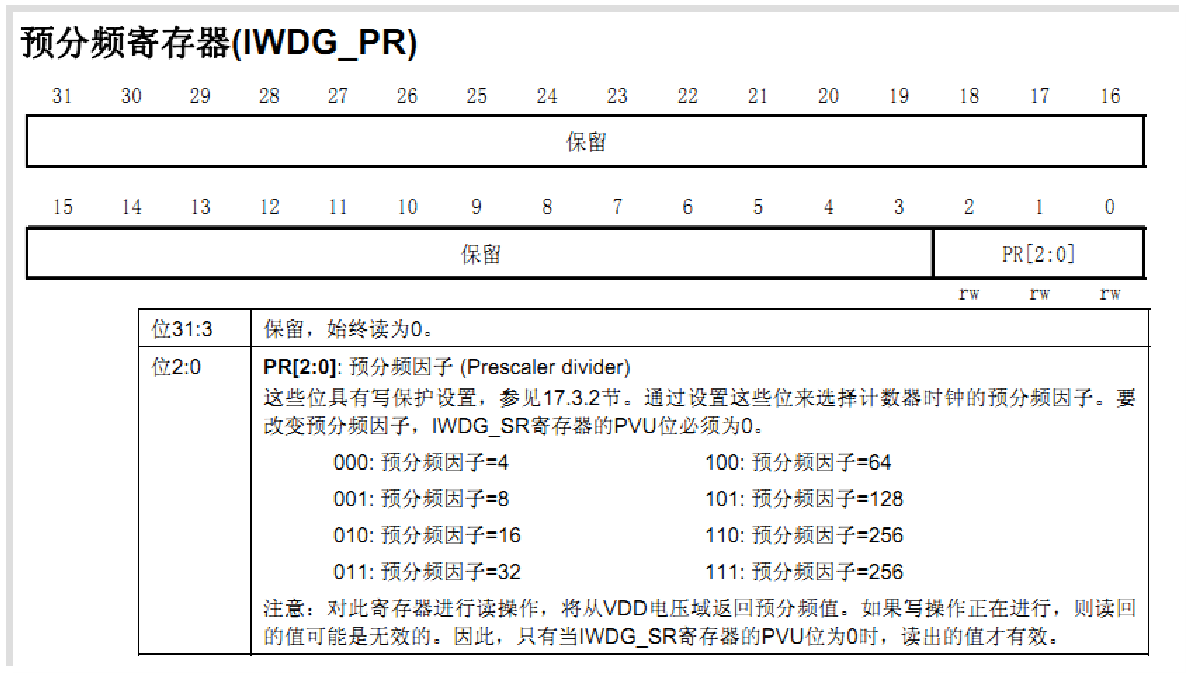 预分频寄存器(IWDG_PR)
31 30 29 28 27 26 25 24 23 22 21 20 19 18 17 16
保留
15 14 13 12 11 10 9 8 7 6 5 4 3 2 1 0
保留 PR[2:0]
rw rw rw
位31:3 保留，始终读为0。
位2:0 PR[2:0]: 预分频因子 (Prescaler divider)
这些位具有写保护设置，参见17.3.2节。通过设置这些位来选择计数器时钟的预分频因子。要
改变预分频因子，IWDG_SR寄存器的PVU位必须为0。
000: 预分频因子=4 100: 预分频因子=64
001: 预分频因子=8 101: 预分频因子=128
010: 预分频因子=16 110: 预分频因子=256
011: 预分频因子=32 111: 预分频因子=256
注意：对此寄存器进行读操作，将从VDD电压域返回预分频值。如果写操作正在进行，则读回
的值可能是无效的。因此，只有当IWDG_SR寄存器的PVU位为0时，读出的值才有效。